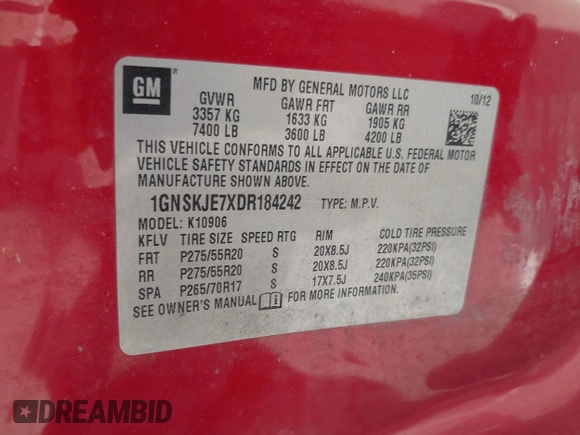 GM
®
MFD BY GENERAL MOTORS LLC
10/12
GVWR GAWR FRT GAWR RR
3357 KG 1633 KG 1905 KG
7400 LB 3600 LB 4200 LB
THIS VEHICLE CONFORMS TO ALL APPLICABLE U.S. FEDERAL MOTOR
VEHICLE SAFETY STANDARDS IN EFFECT ON THE DATE OF
MANUFACTURE SHOWN ABOVE.
1GNSKJE7XDR184242 TYPE: M.P.V.
MODEL: K10906
KFLV TIRE SIZE SPEED RTG RIM COLD TIRE PRESSURE
FRT P275/55R20 S 20X8.5J 220KPA(32PSI)
RR P275/55R20 S 20X8.5J 220KPA(32PSI)
SPA P265/70R17 S 17X7.5J 240KPA(35PSI)
SEE OWNER'S MANUAL FOR MORE INFORMATION.
DREAMBID